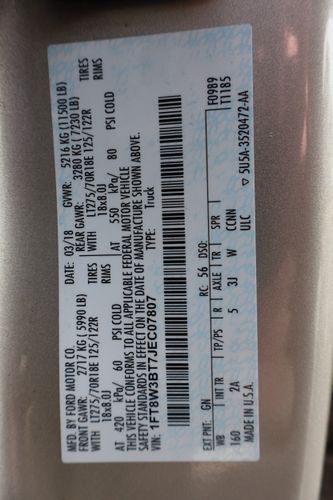 MFD. BY FORD MOTOR CO.
DATE: 03/18 GVWR: 5216 KG (11500 LB)
FRONT GAWR: 2717 KG (5990 LB) REAR GAWR: 3280 KG (7230 LB)
WITH LT275/70R18E 125/122R TIRES WITH LT275/70R18E 125/122R TIRES
18x8.0J RIMS 18x8.0J RIMS
AT 420 kPa/ 60 PSI COLD AT 550 kPa/ 80 PSI COLD
THIS VEHICLE CONFORMS TO ALL APPLICABLE FEDERAL MOTOR VEHICLE
SAFETY STANDARDS IN EFFECT ON THE DATE OF MANUFACTURE SHOWN ABOVE.
VIN: 1FT8W3BT7JEC07807 TYPE: Truck
F0989
T1185
EXT PNT: GN RC: 56 DSO:
WB INT TR TP/PS R AXLE TR SPR
160 2A 5 3J W CCNN
MADE IN U.S.A. ULC
5U5A-3520472-AA